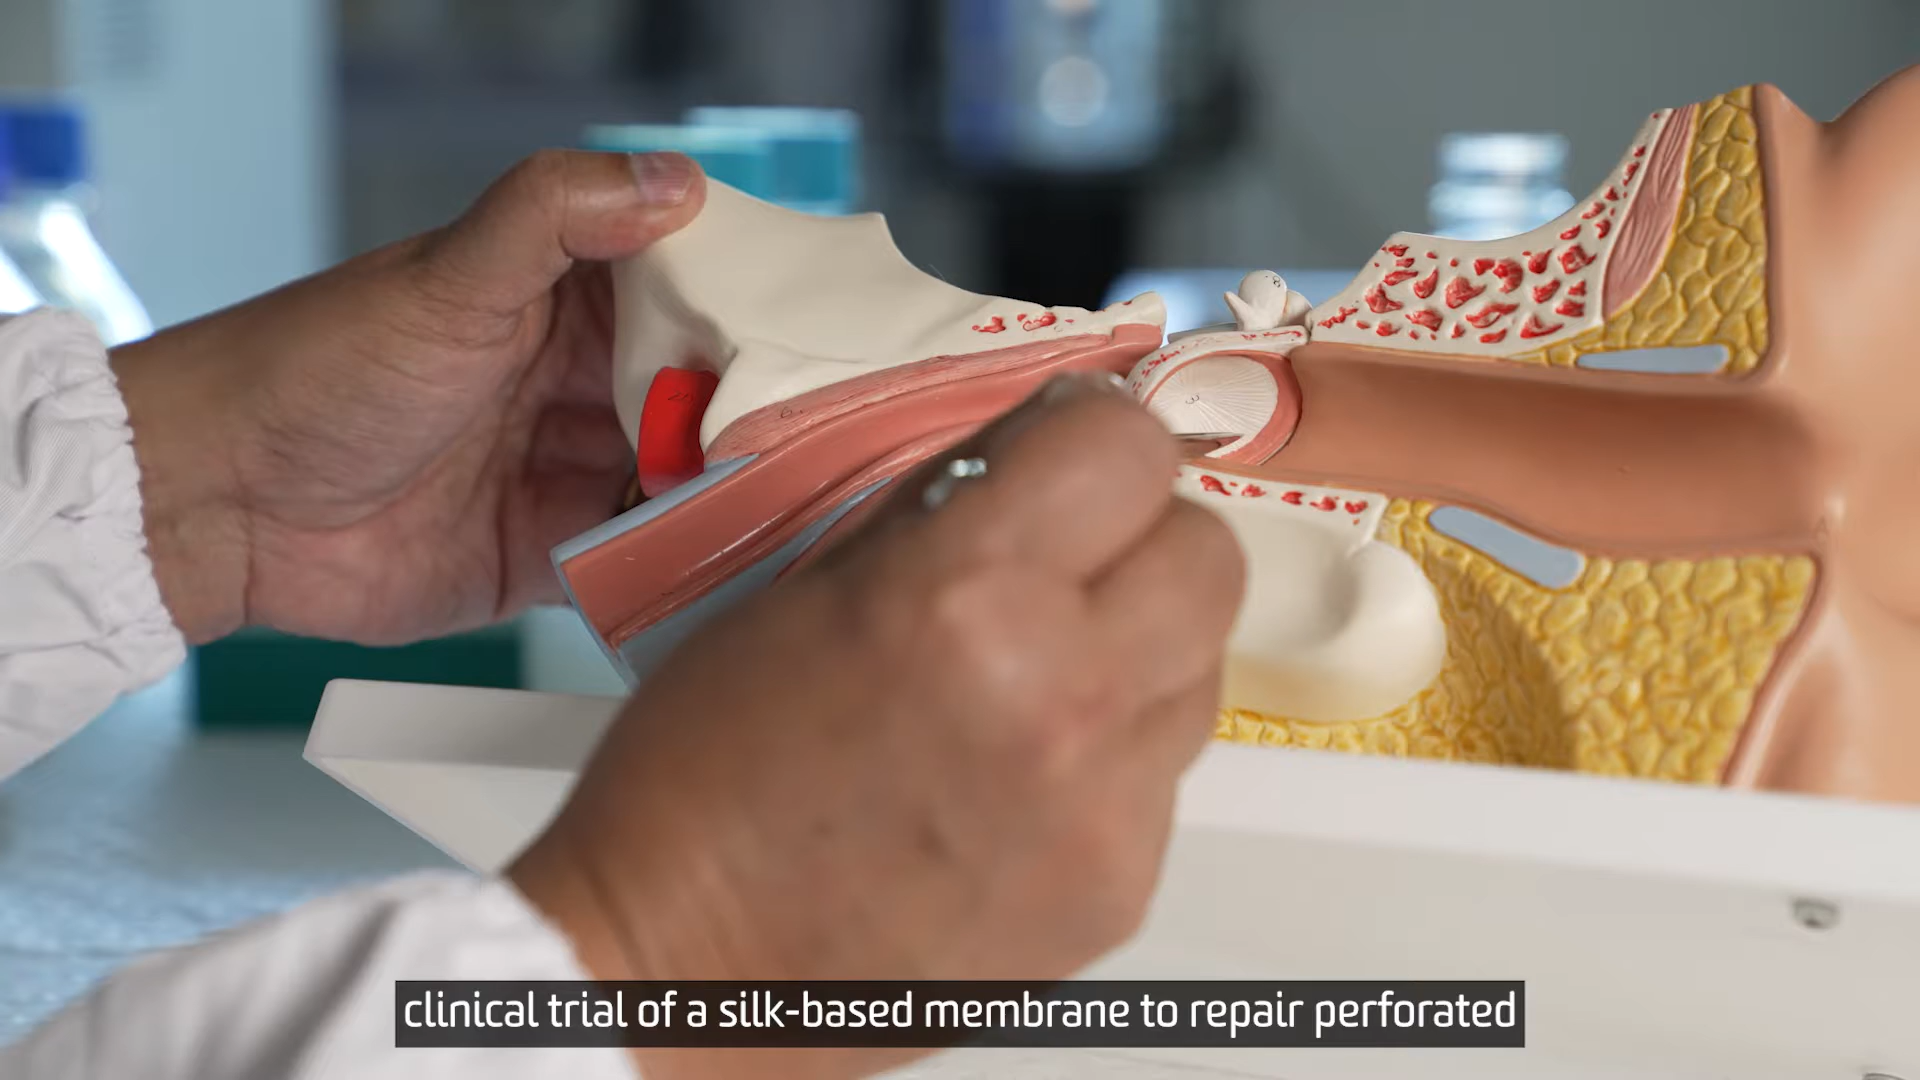 clinical trial of a silk-based membrane to repair perforated